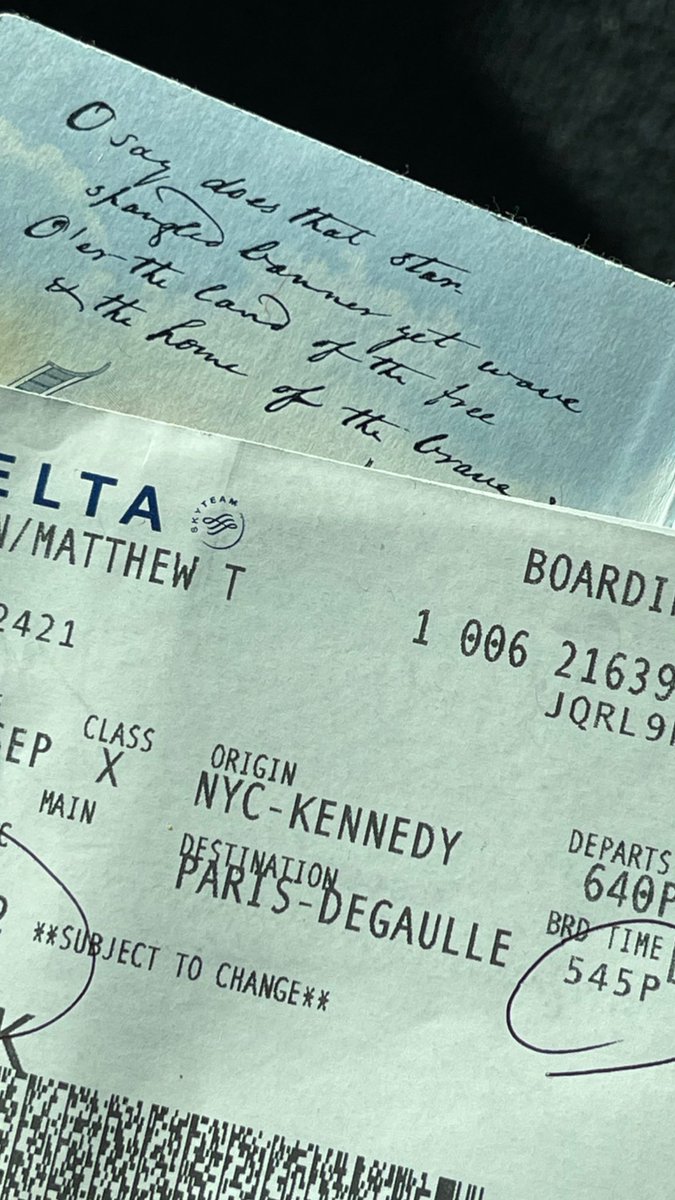 O say does that star-
spangled banner yet wave
O'er the land of the free
& the home of the brave
ELTA
SKYTEAM
N/MATTHEW T
BOARDI
2421
1 006 21639
JQRL9
SEP
CLASS
X
ORIGIN
NYC-KENNEDY
MAIN
DEPARTS
640P
DESTINATION
PARIS-DEGAULLE
BRD TIME
545P
**SUBJECT TO CHANGE**
K